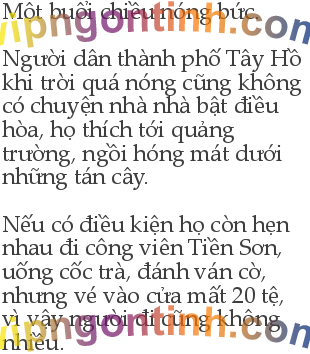 Một buổi chiều nóng bức.
vipngontinh.com
Người dân thành phố Tây Hồ
khi trời quá nóng cũng không
có chuyện nhà nhà bật điều
hòa, họ thích tới quảng
trường, ngồi hóng mát dưới
những tán cây.
Nếu có điều kiện họ còn hẹn
nhau đi công viên Tiền Sơn,
uống cốc trà, đánh ván cờ,
nhưng vé vào cửa mất 20 tệ,
vì vậy người đi cũng không
vipngontinh.com
nhiều.